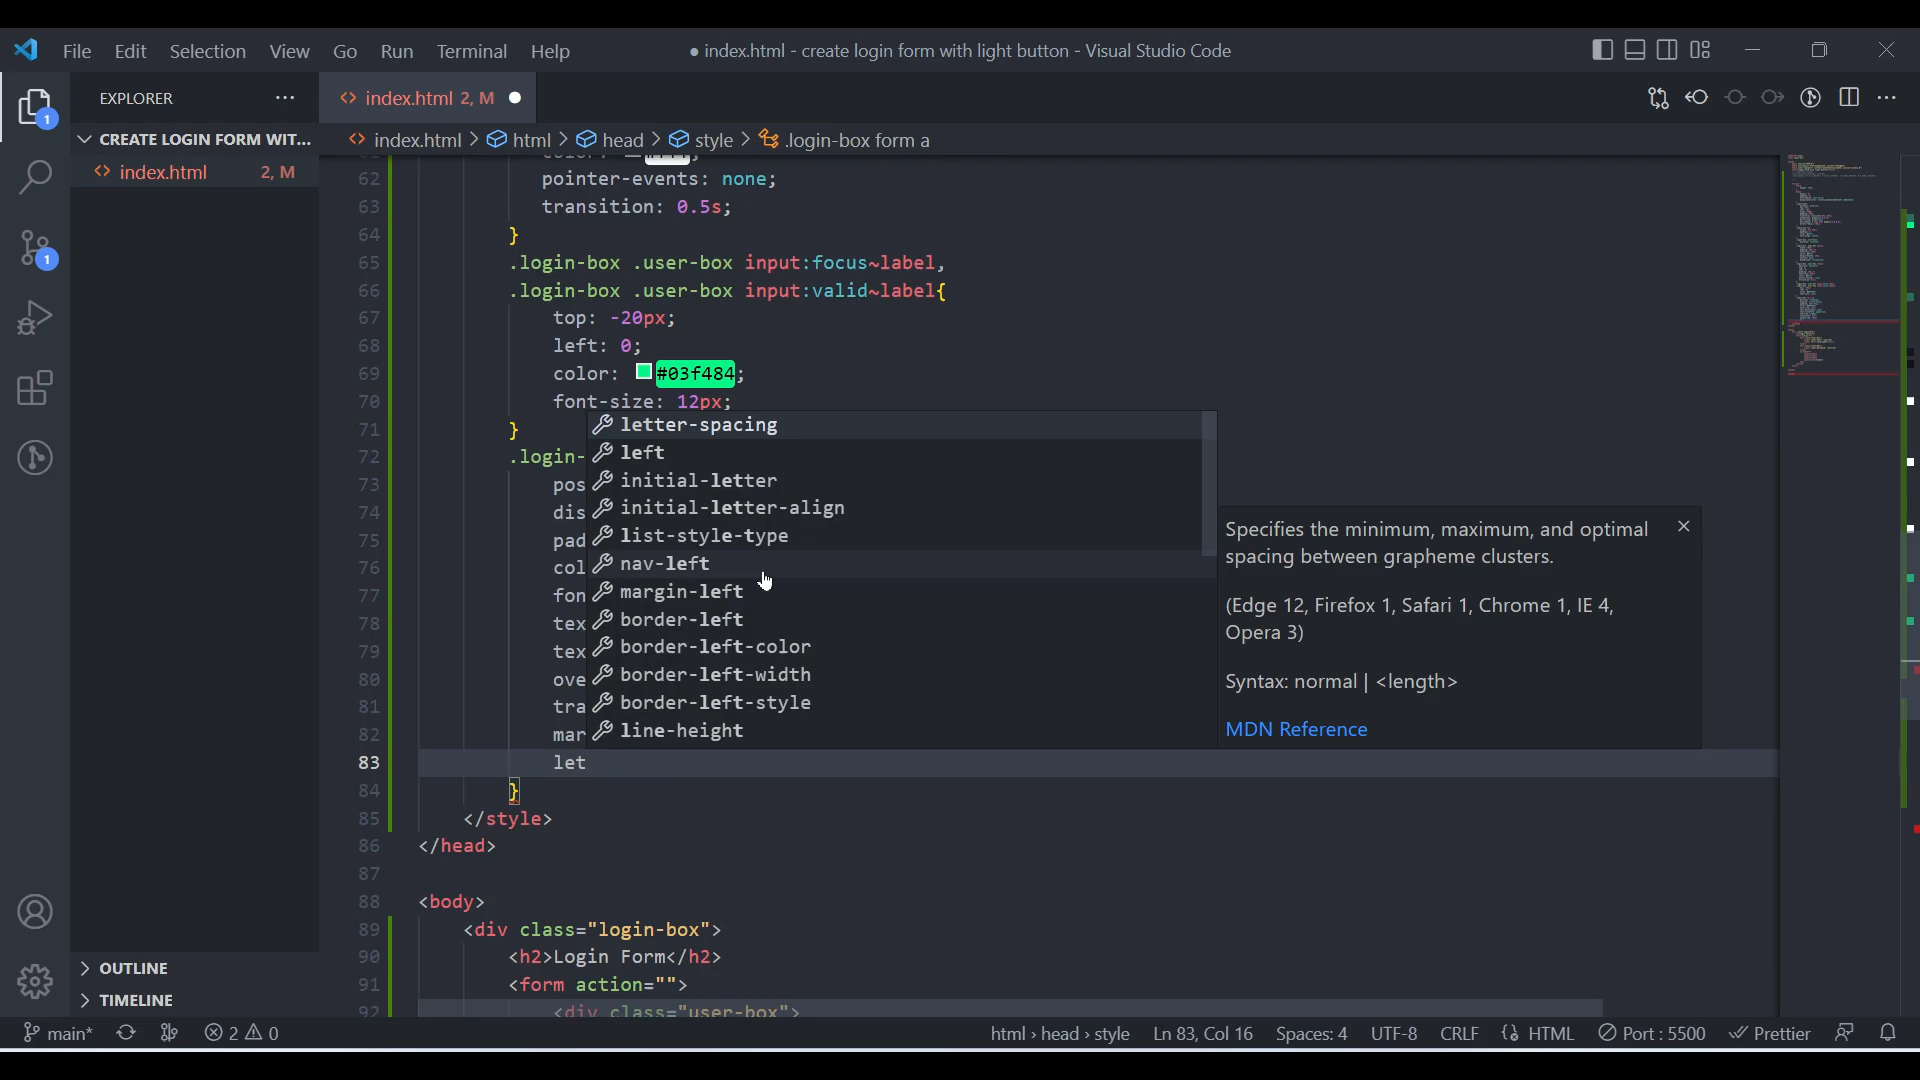 File Edit Selection View Go Run Terminal Help
● index.html - create login form with light button - Visual Studio Code
EXPLORER ...
index.html 2, M
CREATE LOGIN FORM WIT...
index.html > html > head > style > .login-box form a
1
index.html 2, M
62 pointer-events: none;
63 transition: 0.5s;
64 }
1
65 .login-box .user-box input:focus~label,
66 .login-box .user-box input:valid~label{
67 top: -20px;
68 left: 0;
69 color: #03f484;
70 font-size: 12px;
71 }
72 .login-
73 pos
74 dis
75 pad
76 col
77 fon
78 tex
79 tex
80 ove
81 tra
82 mar
83 let
84 }
85 </style>
86 </head>
87
88 <body>
89 <div class="login-box">
90 <h2>Login Form</h2>
91 <form action="">
92 <div class="user-box">
letter-spacing
left
initial-letter
initial-letter-align
list-style-type
nav-left
margin-left
border-left
border-left-color
border-left-width
border-left-style
line-height
Specifies the minimum, maximum, and optimal
spacing between grapheme clusters.
(Edge 12, Firefox 1, Safari 1, Chrome 1, IE 4,
Opera 3)
Syntax: normal | <length>
MDN Reference
OUTLINE
TIMELINE
main* 2 0 html > head > style Ln 83, Col 16 Spaces: 4 UTF-8 CRLF HTML Port : 5500 Prettier